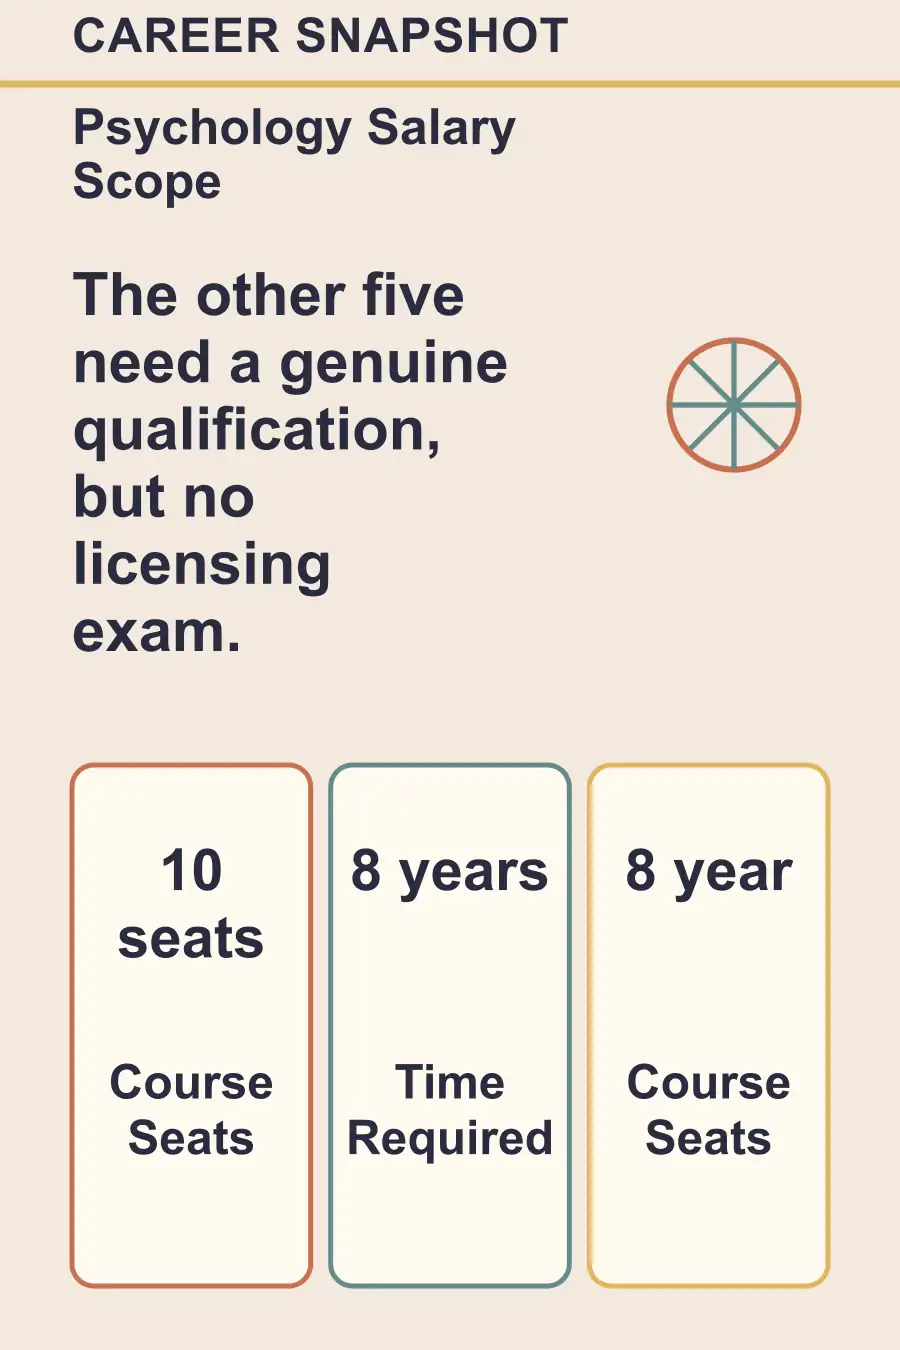 CAREER SNAPSHOT
Psychology Salary
Scope
The other five
need a genuine
qualification,
but no
licensing
exam.
10
seats
Course
Seats
8 years
Time
Required
8 year
Course
Seats